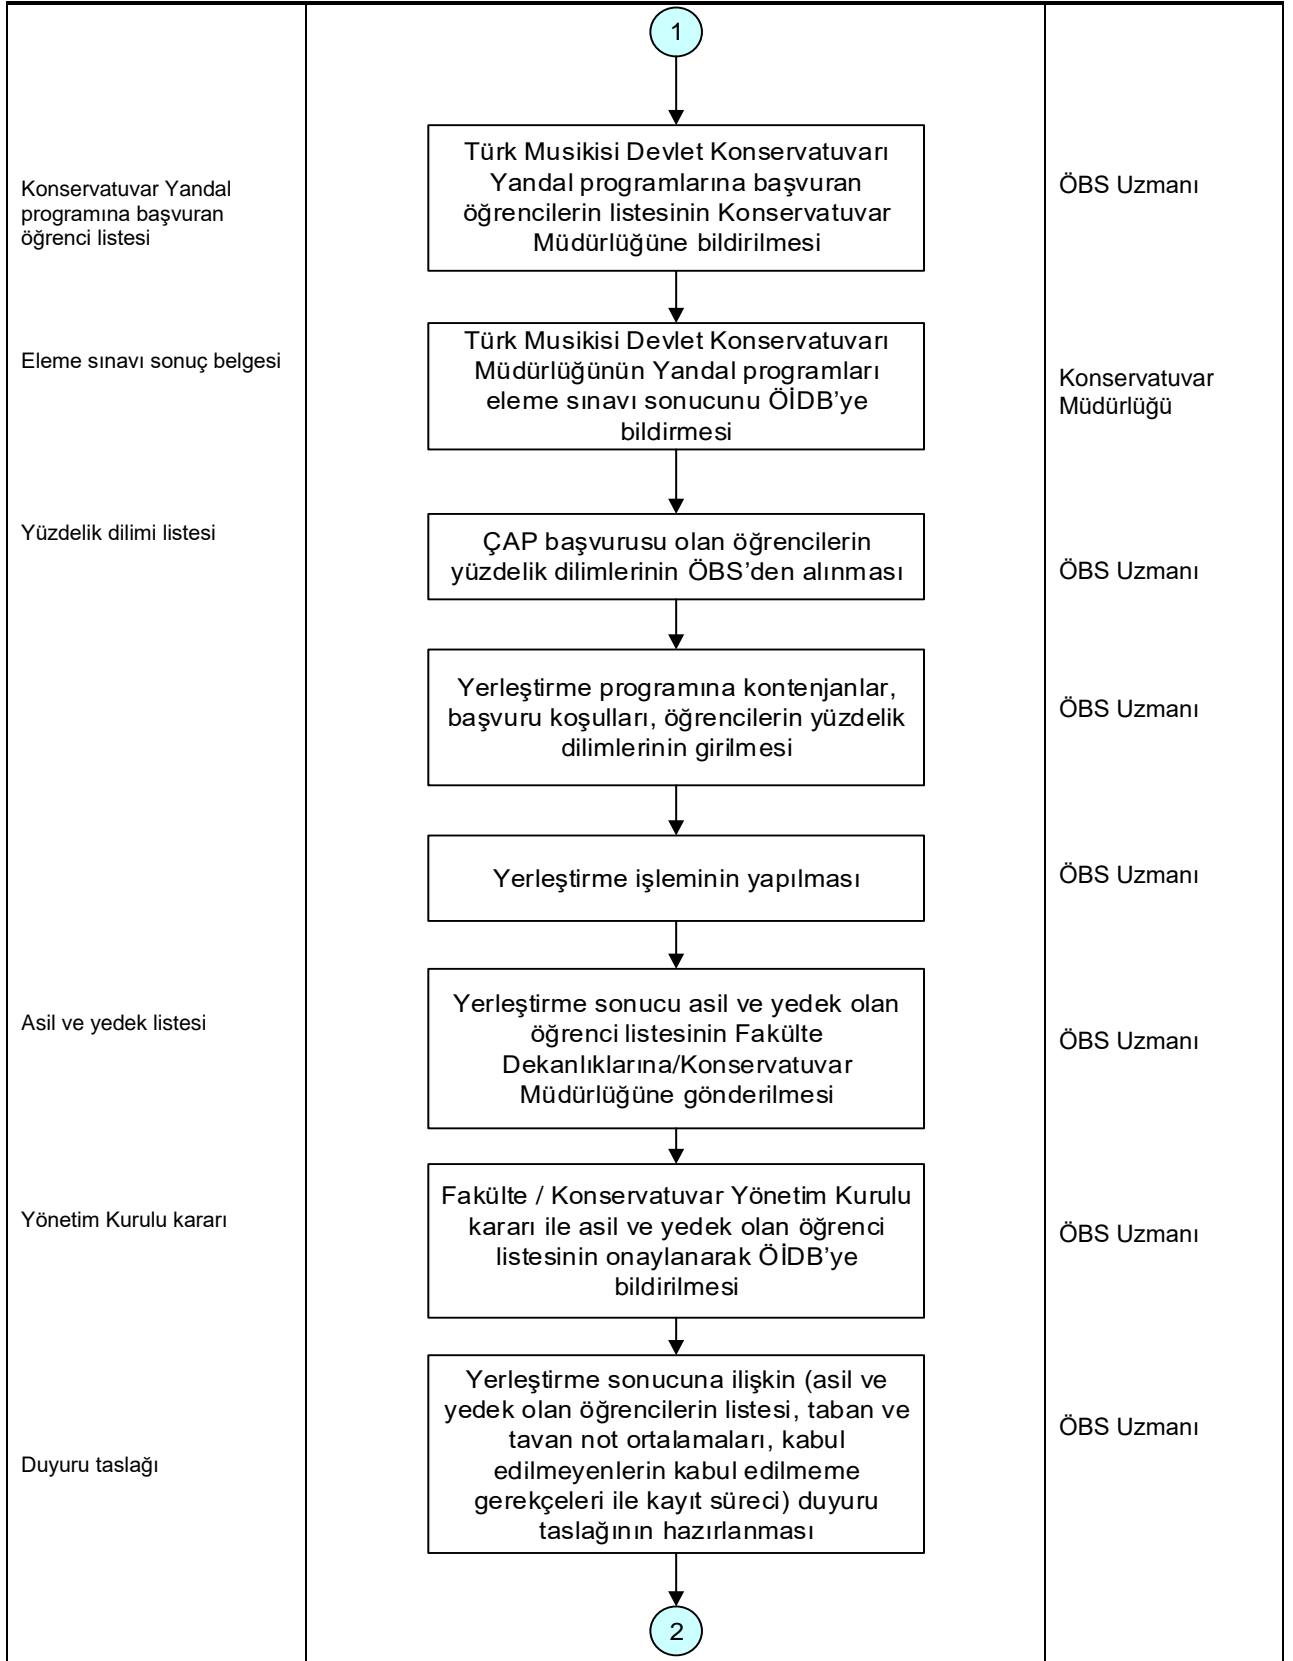 1
Konservatuvar Yandal
programına başvuran
öğrenci listesi
Türk Musikisi Devlet Konservatuvarı
Yandal programlarına başvuran
öğrencilerin listesinin Konservatuvar
Müdürlüğüne bildirilmesi
ÖBS Uzmanı
Eleme sınavı sonuç belgesi
Türk Musikisi Devlet Konservatuvarı
Müdürlüğünün Yandal programları
eleme sınavı sonucunu ÖİDB’ye
bildirmesi
Konservatuvar
Müdürlüğü
Yüzdelik dilimi listesi
ÇAP başvurusu olan öğrencilerin
yüzdelik dilimlerinin ÖBS’den alınması
ÖBS Uzmanı
Yerleştirme programına kontenjanlar,
başvuru koşulları, öğrencilerin yüzdelik
dilimlerinin girilmesi
ÖBS Uzmanı
Yerleştirme işleminin yapılması
ÖBS Uzmanı
Asil ve yedek listesi
Yerleştirme sonucu asil ve yedek olan
öğrenci listesinin Fakülte
Dekanlıklarına/Konservatuvar
Müdürlüğüne gönderilmesi
ÖBS Uzmanı
Yönetim Kurulu kararı
Fakülte / Konservatuvar Yönetim Kurulu
kararı ile asil ve yedek olan öğrenci
listesinin onaylanarak ÖİDB’ye
bildirilmesi
ÖBS Uzmanı
Duyuru taslağı
Yerleştirme sonucuna ilişkin (asil ve
yedek olan öğrencilerin listesi, taban ve
tavan not ortalamaları, kabul
edilmeyenlerin kabul edilmeme
gerekçeleri ile kayıt süreci) duyuru
taslağının hazırlanması
ÖBS Uzmanı
2